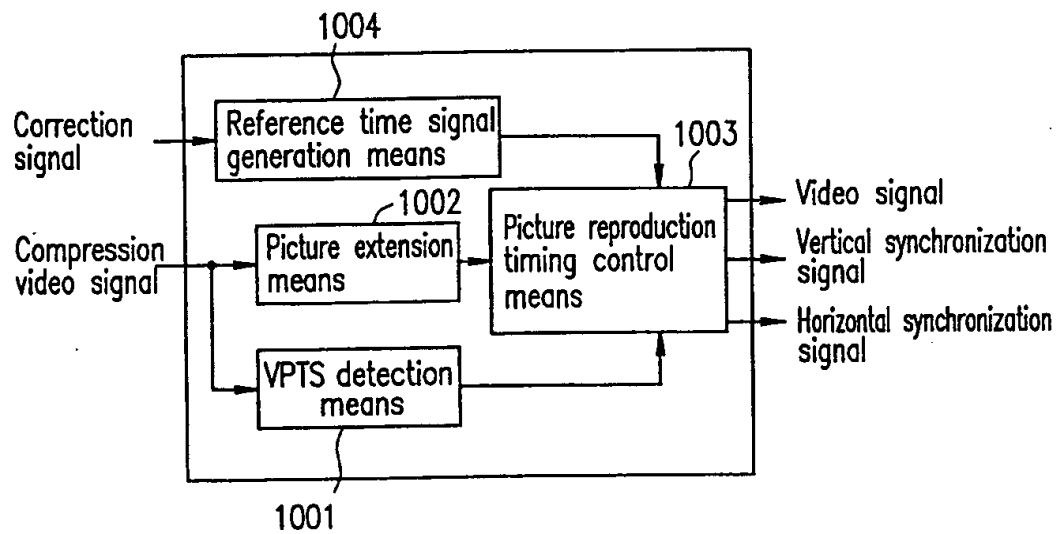 1004
Correction
signal
Reference time signal
generation means
1003
Compression
video signal
1002
Picture extension
means
Picture reproduction
timing control
means
Video signal
Vertical synchronization
signal
Horizontal synchronization
signal
VPTS detection
means
1001